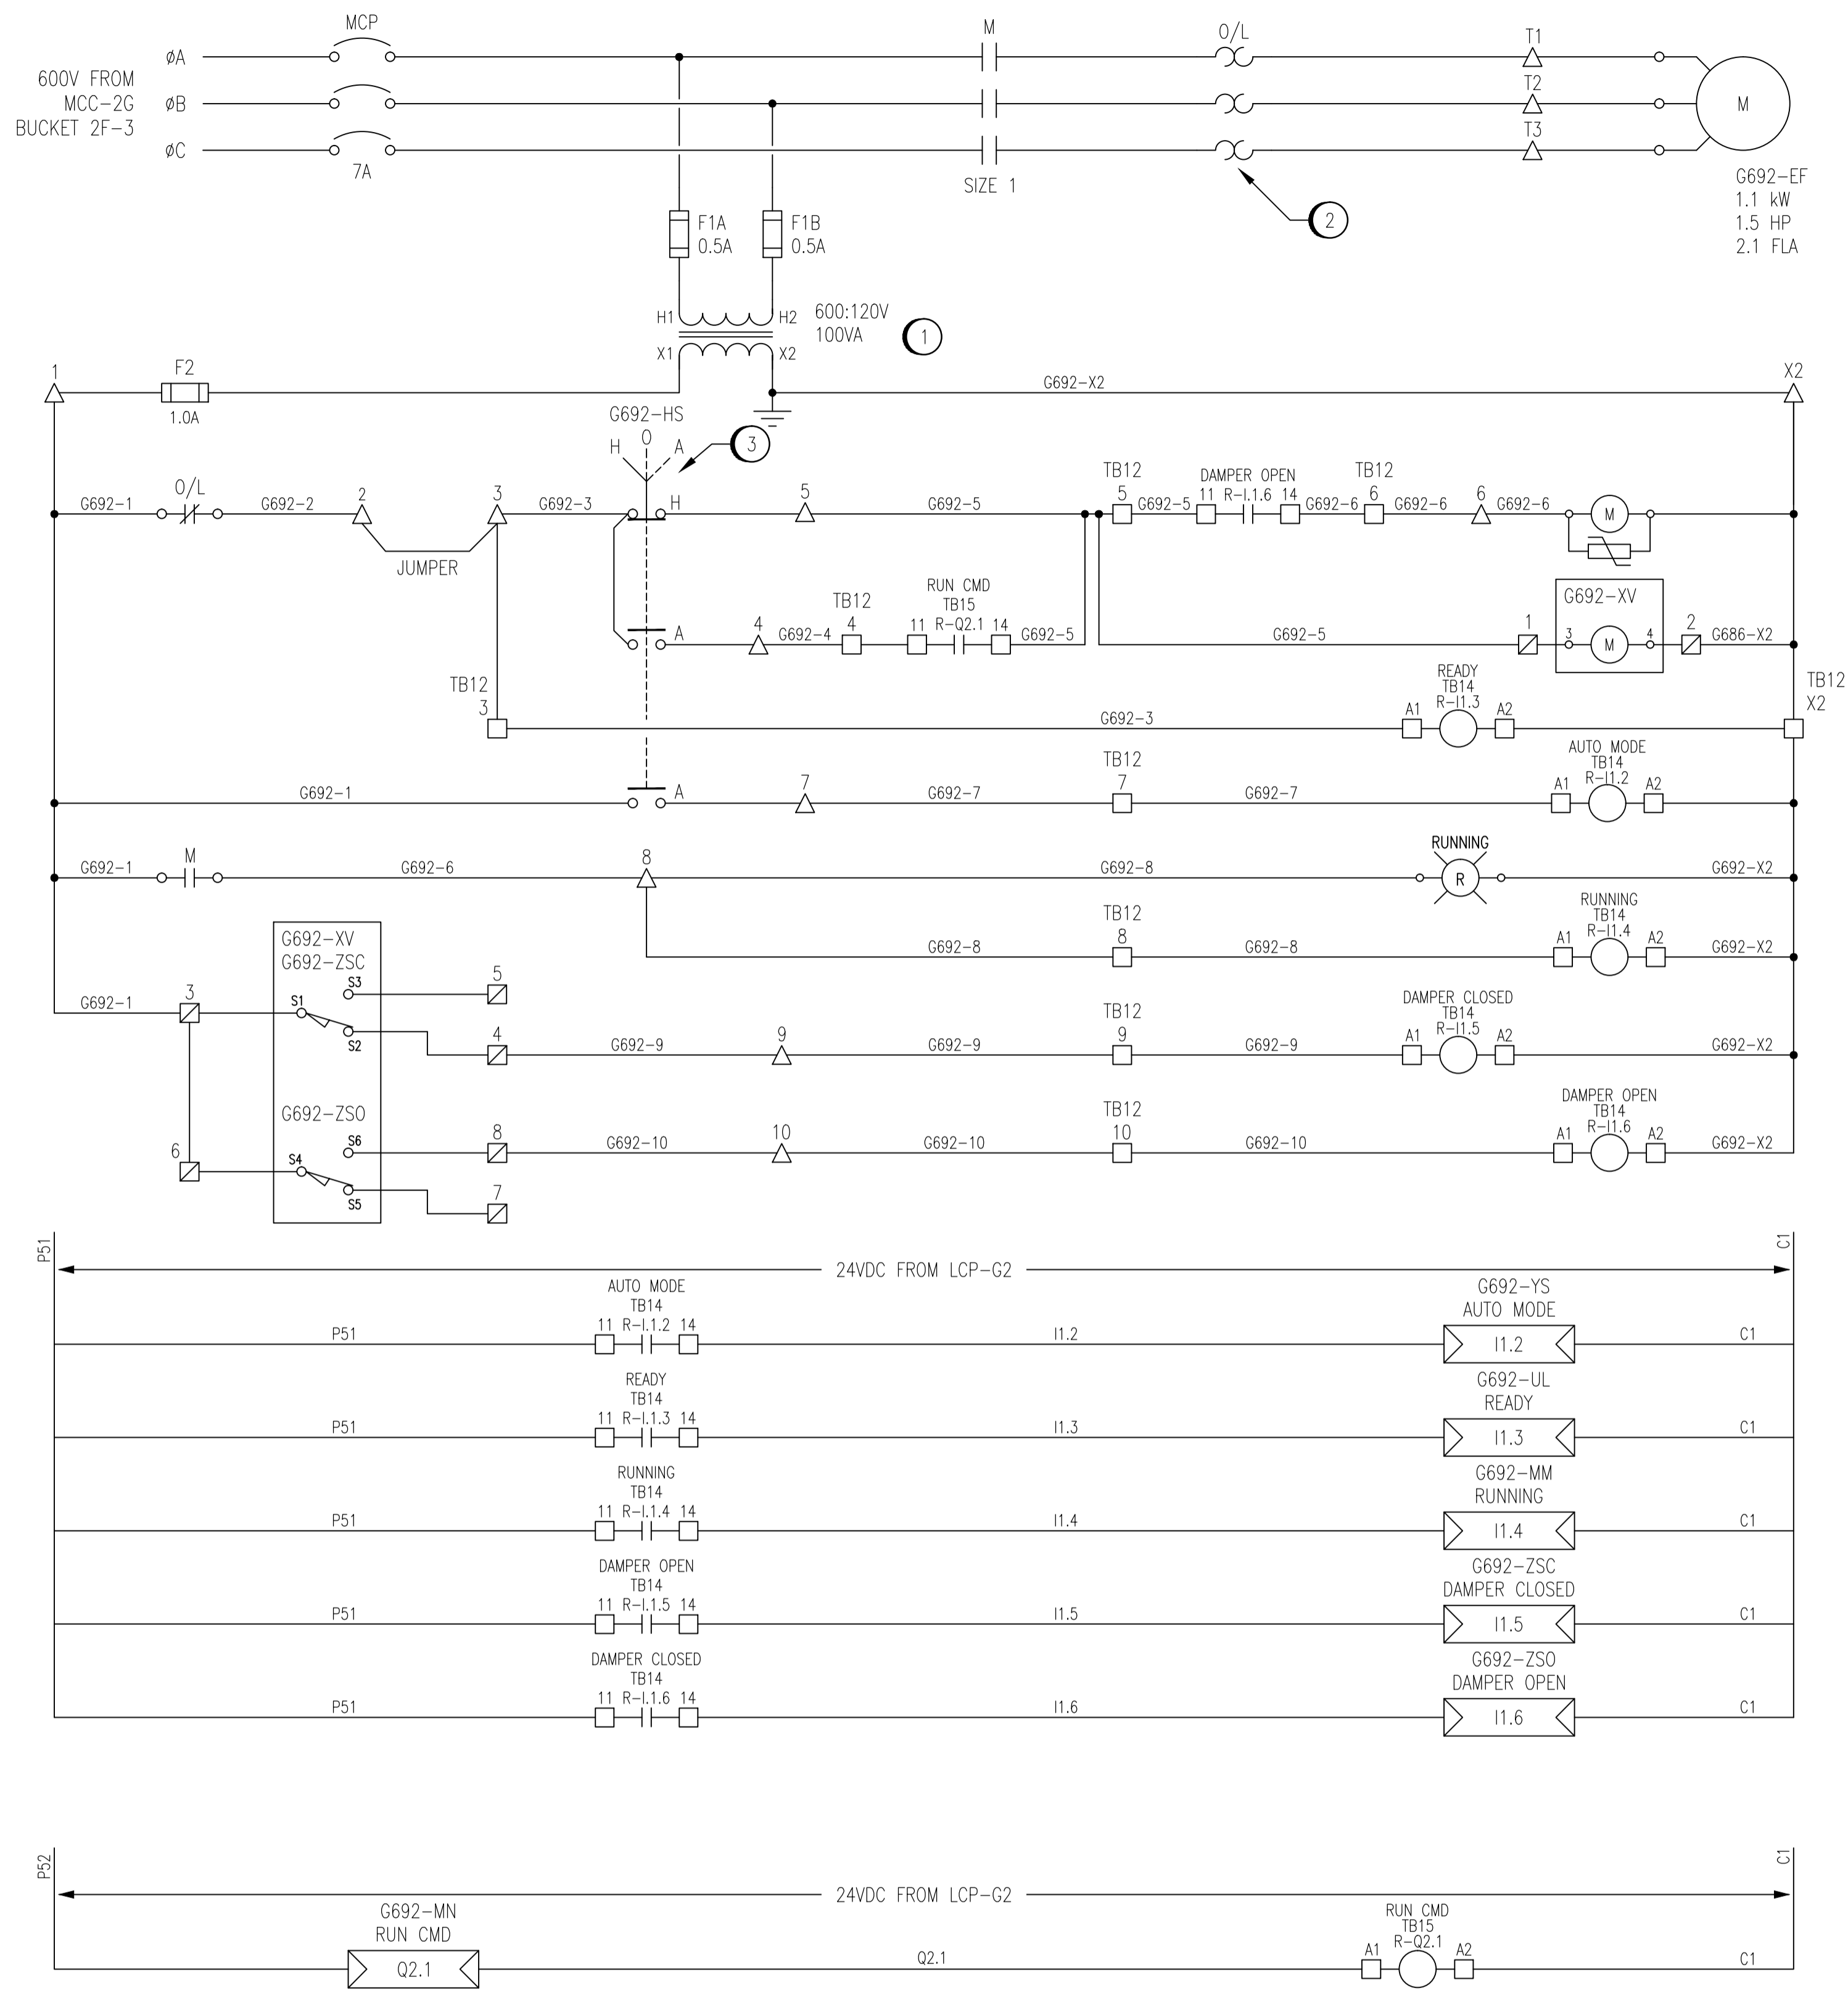 MCP
M
O/L
T1
øA
600V FROM
MCC-2G
BUCKET 2F-3
øB
T2
M
øC
T3
7A
SIZE 1
2
G692-EF
1.1 kW
1.5 HP
2.1 FLA
F1A
0.5A
F1B
0.5A
H1
H2
600:120V
100VA
1
X1
X2
1
F2
1.0A
G692-X2
X2
G692-HS
H
O
A
3
G692-1
O/L
G692-2
2
3
G692-3
H
5
G692-5
TB12
5
G692-5
DAMPER OPEN
11 R-I.1.6 14
G692-6
TB12
6
G692-6
6
G692-6
M
JUMPER
A
4
G692-4
TB12
4
RUN CMD
TB15
11 R-Q2.1 14
G692-5
G692-5
1
G692-XV
3
M
4
2
G686-X2
TB12
3
G692-3
READY
TB14
R-I1.3
A1
A2
TB12
X2
G692-1
A
7
G692-7
TB12
7
G692-7
AUTO MODE
TB14
R-I1.2
A1
A2
G692-1
M
G692-6
8
G692-8
RUNNING
R
G692-X2
G692-8
TB12
8
G692-8
RUNNING
TB14
R-I1.4
A1
A2
G692-X2
G692-XV
G692-ZSC
G692-1
3
S1
S3
S2
5
4
G692-9
9
G692-9
TB12
9
G692-9
DAMPER CLOSED
TB14
R-I1.5
A1
A2
G692-X2
G692-ZSO
6
S4
S6
S5
8
7
G692-10
10
G692-10
TB12
10
G692-10
DAMPER OPEN
TB14
R-I1.6
A1
A2
G692-X2
P51
24VDC FROM LCP-G2
C1
AUTO MODE
TB14
11 R-I.1.2 14
P51
I1.2
G692-YS
AUTO MODE
I1.2
C1
READY
TB14
11 R-I.1.3 14
P51
I1.3
G692-UL
READY
I1.3
C1
RUNNING
TB14
11 R-I.1.4 14
P51
I1.4
G692-MM
RUNNING
I1.4
C1
DAMPER OPEN
TB14
11 R-I.1.5 14
P51
I1.5
G692-ZSC
DAMPER CLOSED
I1.5
C1
DAMPER CLOSED
TB14
11 R-I.1.6 14
P51
I1.6
G692-ZSO
DAMPER OPEN
I1.6
C1
P52
24VDC FROM LCP-G2
C1
G692-MN
RUN CMD
Q2.1
Q2.1
RUN CMD
TB15
R-Q2.1
A1
A2
C1